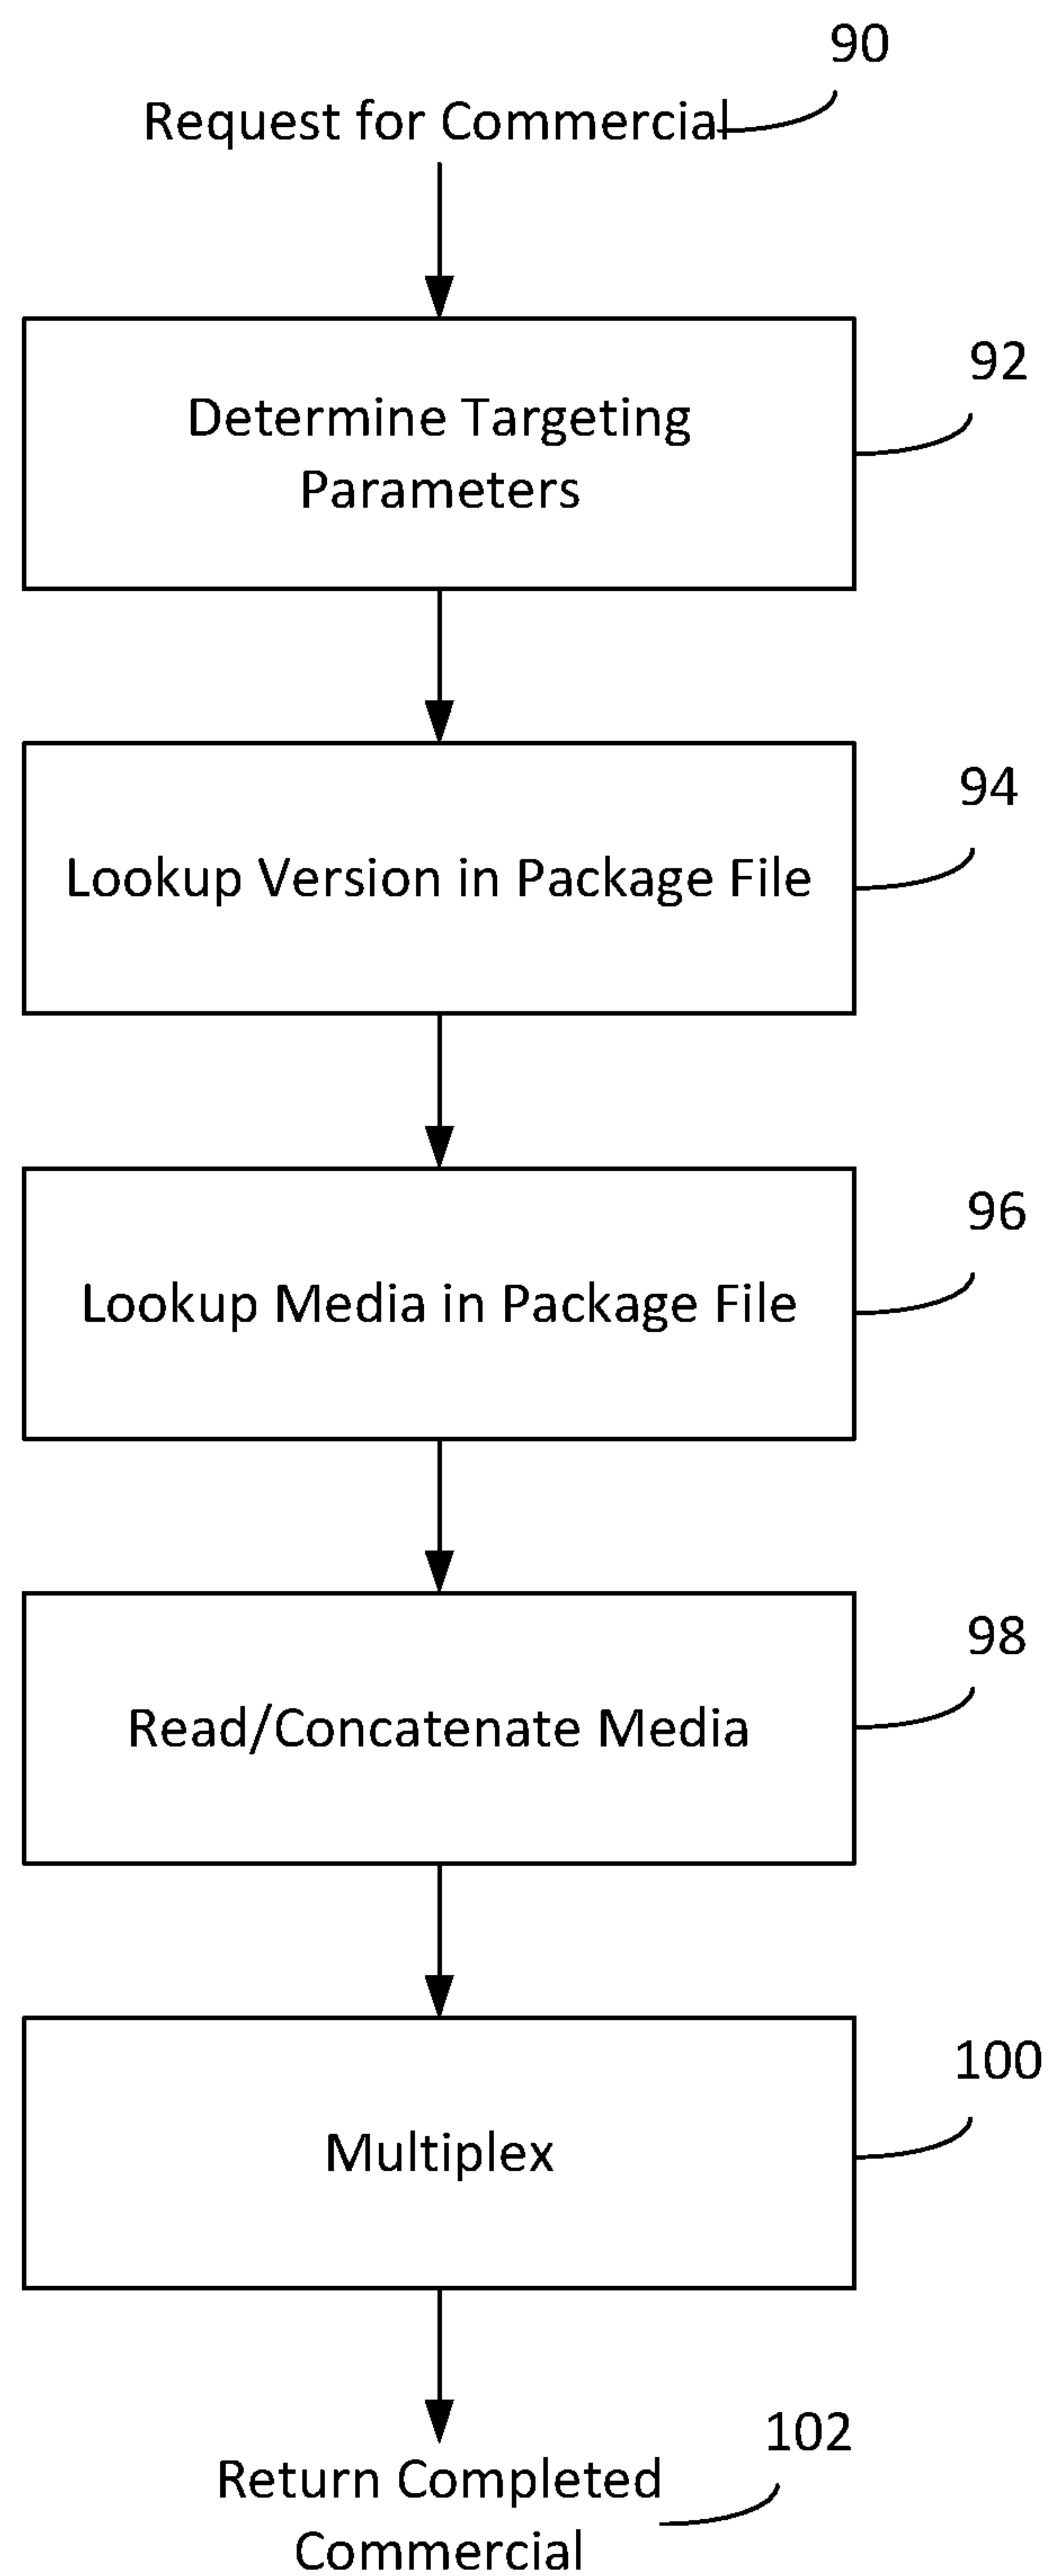 90
Request for Commercial
92
Determine Targeting
Parameters
94
Lookup Version in Package File
96
Lookup Media in Package File
98
Read/Concatenate Media
100
Multiplex
102
Return Completed
Commercial